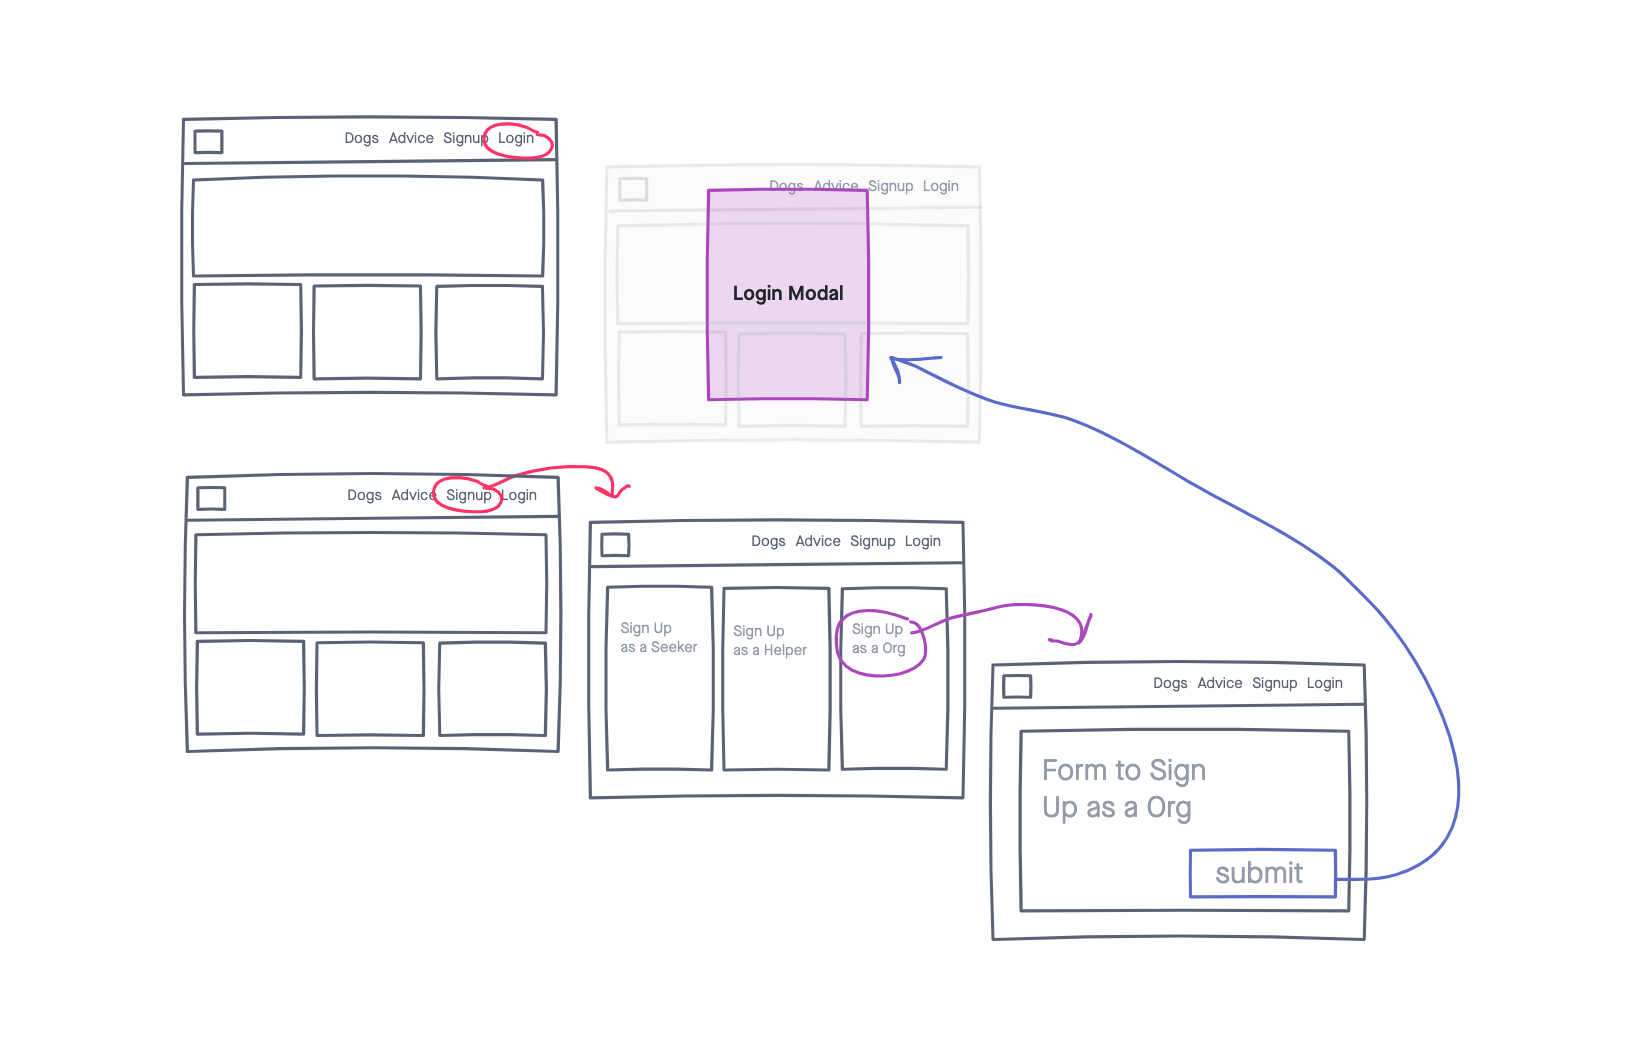 Dogs Advice Signup Login
Dogs Advice Signup Login
Login Modal
Dogs Advice Signup Login
Dogs Advice Signup Login
Sign Up
as a Seeker
Sign Up
as a Helper
Sign Up
as a Org
Dogs Advice Signup Login
Form to Sign
Up as a Org
submit